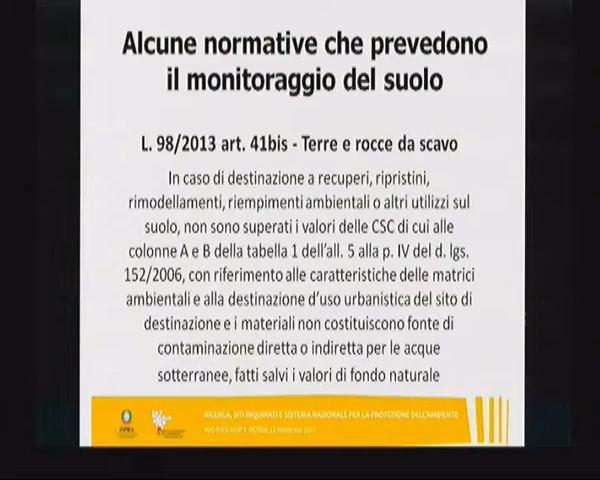 Alcune normative che prevedono
il monitoraggio del suolo
L. 98/2013 art. 41bis - Terre e rocce da scavo
In caso di destinazione a recuperi, ripristini,
rimodellamenti, riempimenti ambientali o altri utilizzi sul
suolo, non sono superati i valori delle CSC di cui alle
colonne A e B della tabella 1 dell'all. 5 alla p. IV del d. lgs.
152/2006, con riferimento alle caratteristiche delle matrici
ambientali e alla destinazione d'uso urbanistica del sito di
destinazione e i materiali non costituiscono fonte di
contaminazione diretta o indiretta per le acque
sotterranee, fatti salvi i valori di fondo naturale
RICERCA, SITI INQUINATI E SISTEMA NAZIONALE PER LA PROTEZIONE DELL'AMBIENTE
WORKSHOP ROMA
ISPRA